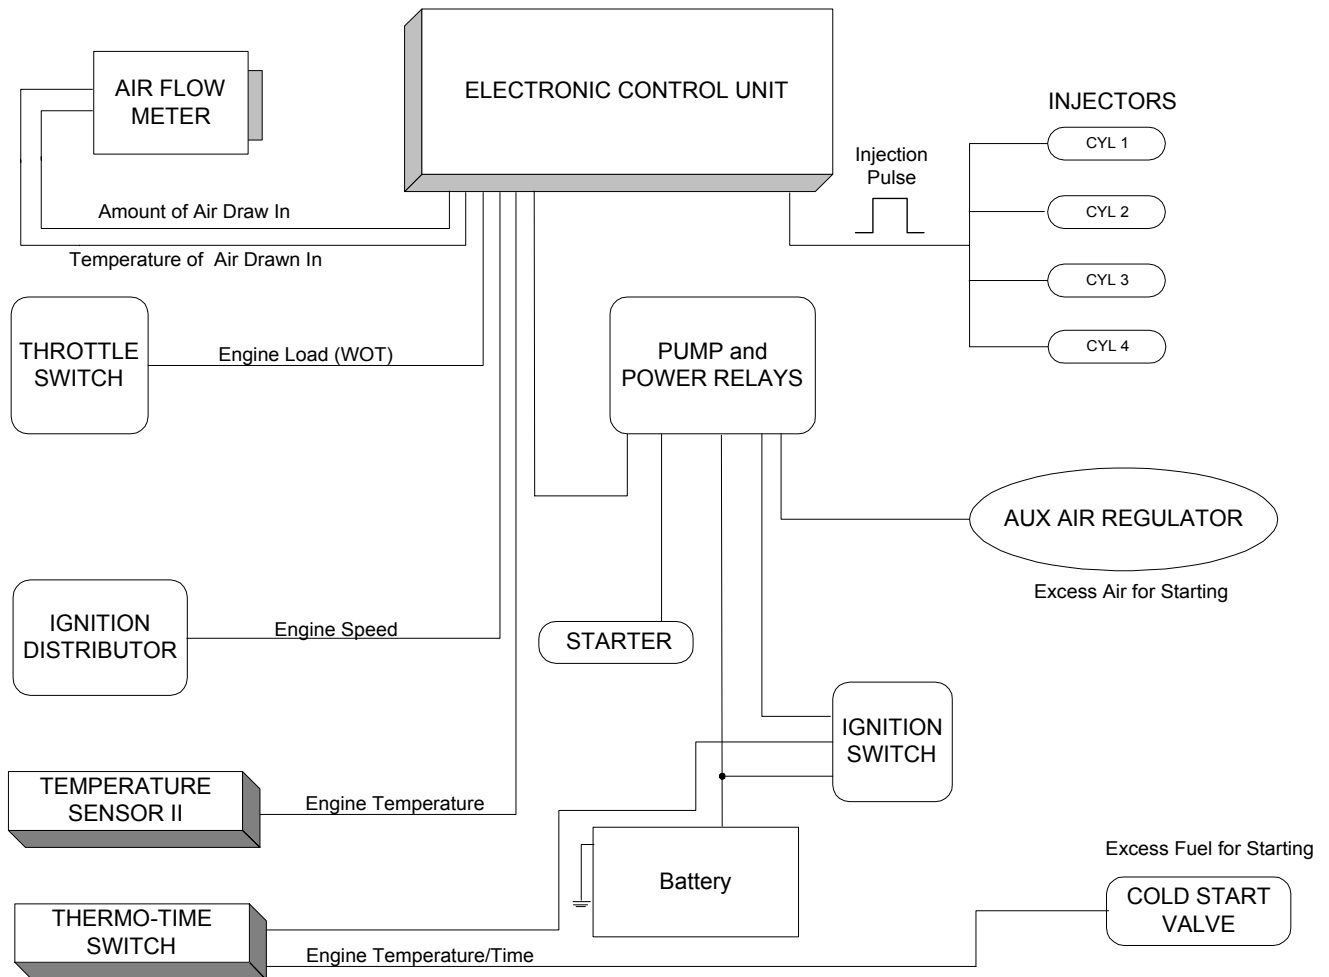 ELECTRONIC CONTROL UNIT
AIR FLOW
METER
INJECTORS
CYL 1
CYL 2
CYL 3
CYL 4
Injection
Pulse
Amount of Air Draw In
Temperature of Air Drawn In
THROTTLE
SWITCH
Engine Load (WOT)
PUMP and
POWER RELAYS
AUX AIR REGULATOR
Excess Air for Starting
IGNITION
DISTRIBUTOR
Engine Speed
STARTER
IGNITION
SWITCH
TEMPERATURE
SENSOR II
Engine Temperature
Battery
Excess Fuel for Starting
COLD START
VALVE
THERMO-TIME
SWITCH
Engine Temperature/Time